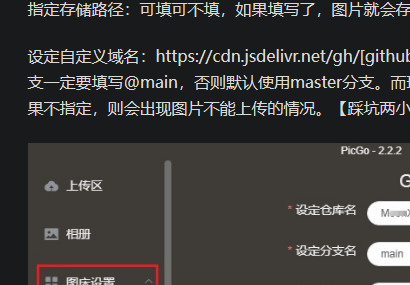 指定存储路径：可填可不填，如果填写了，图片就会存
设定自定义域名：https://cdn.jsdelivr.net/gh/[github
支一定要填写@main，否则默认使用master分支。而
果不指定，则会出现图片不能上传的情况。【踩坑两小
PicGo - 2.2.2
G
上传区
* 设定仓库名
相册
* 设定分支名 main
图床设置